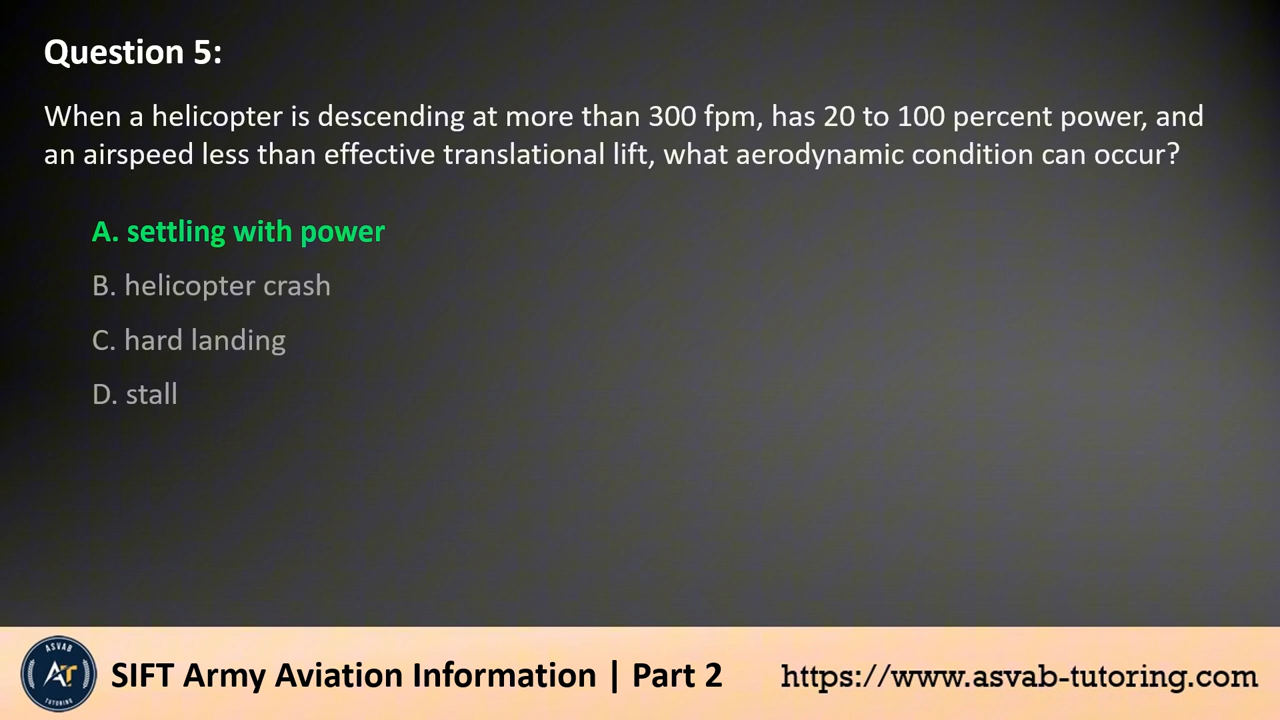 Question 5:
When a helicopter is descending at more than 300 fpm, has 20 to 100 percent power, and
an airspeed less than effective translational lift, what aerodynamic condition can occur?
A. settling with power
B. helicopter crash
C. hard landing
D. stall
ASVAB
AT
TUTORING
SIFT Army Aviation Information | Part 2
https://www.asvab-tutoring.com